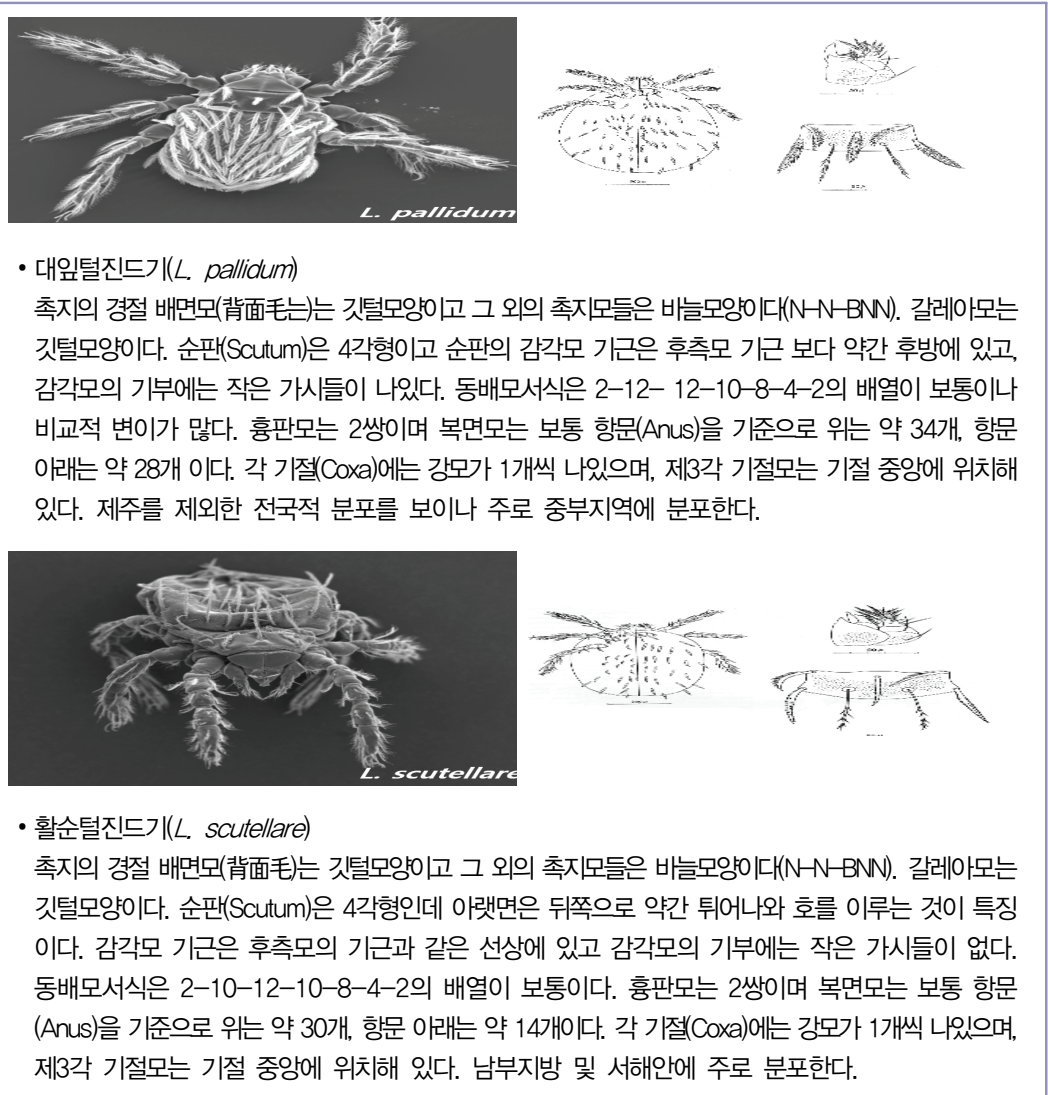 L. pallidum
• 대잎털진드기(L. pallidum)
촉지의 경절 배면모(背面毛는)는 깃털모양이고 그 외의 촉지모들은 바늘모양이다(N-N-BNN). 갈레아모는
깃털모양이다. 순판(Scutum)은 4각형이고 순판의 감각모 기근은 후측모 기근 보다 약간 후방에 있고,
감각모의 기부에는 작은 가시들이 나있다. 동배모서식은 2-12- 12-10-8-4-2의 배열이 보통이나
비교적 변이가 많다. 흉판모는 2쌍이며 복면모는 보통 항문(Anus)을 기준으로 위는 약 34개, 항문
아래는 약 28개 이다. 각 기절(Coxa)에는 강모가 1개씩 나있으며, 제3각 기절모는 기절 중앙에 위치해
있다. 제주를 제외한 전국적 분포를 보이나 주로 중부지역에 분포한다.
L. scutellare
• 활순털진드기(L. scutellare)
촉지의 경절 배면모(背面毛)는 깃털모양이고 그 외의 촉지모들은 바늘모양이다(N-N-BNN). 갈레아모는
깃털모양이다. 순판(Scutum)은 4각형인데 아랫면은 뒤쪽으로 약간 튀어나와 호를 이루는 것이 특징
이다. 감각모 기근은 후측모의 기근과 같은 선상에 있고 감각모의 기부에는 작은 가시들이 없다.
동배모서식은 2-10-12-10-8-4-2의 배열이 보통이다. 흉판모는 2쌍이며 복면모는 보통 항문
(Anus)을 기준으로 위는 약 30개, 항문 아래는 약 14개이다. 각 기절(Coxa)에는 강모가 1개씩 나있으며,
제3각 기절모는 기절 중앙에 위치해 있다. 남부지방 및 서해안에 주로 분포한다.